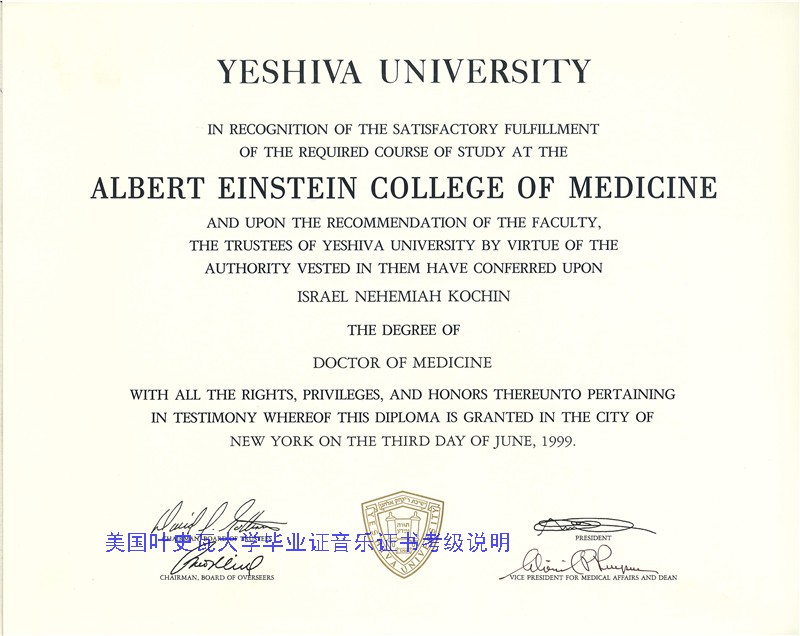 YESHIVA UNIVERSITY
IN RECOGNITION OF THE SATISFACTORY FULFILLMENT
OF THE REQUIRED COURSE OF STUDY AT THE
ALBERT EINSTEIN COLLEGE OF MEDICINE
AND UPON THE RECOMMENDATION OF THE FACULTY,
THE TRUSTEES OF YESHIVA UNIVERSITY BY VIRTUE OF THE
AUTHORITY VESTED IN THEM HAVE CONFERRED UPON
ISRAEL NEHEMIAH KOCHIN
THE DEGREE OF
DOCTOR OF MEDICINE
WITH ALL THE RIGHTS, PRIVILEGES, AND HONORS THEREUNTO PERTAINING
IN TESTIMONY WHEREOF THIS DIPLOMA IS GRANTED IN THE CITY OF
NEW YORK ON THE THIRD DAY OF JUNE, 1999.
CHAIRMAN, BOARD OF TRUSTEES
PRESIDENT
美国叶史瓦大学毕业证音乐证书考级说明
CHAIRMAN, BOARD OF OVERSEERS
VICE PRESIDENT FOR MEDICAL AFFAIRS AND DEAN